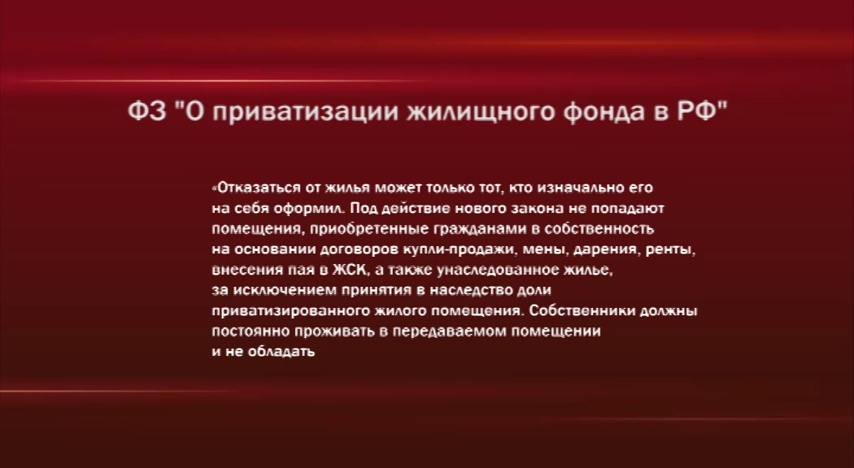 ФЗ "О приватизации жилищного фонда в РФ"
«Отказаться от жилья может только тот, кто изначально его
на себя оформил. Под действие нового закона не попадают
помещения, приобретенные гражданами в собственность
на основании договоров купли-продажи, мены, дарения, ренты,
внесения пая в ЖСК, а также унаследованное жилье,
за исключением принятия в наследство доли
приватизированного жилого помещения. Собственники должны
постоянно проживать в передаваемом помещении
и не обладать